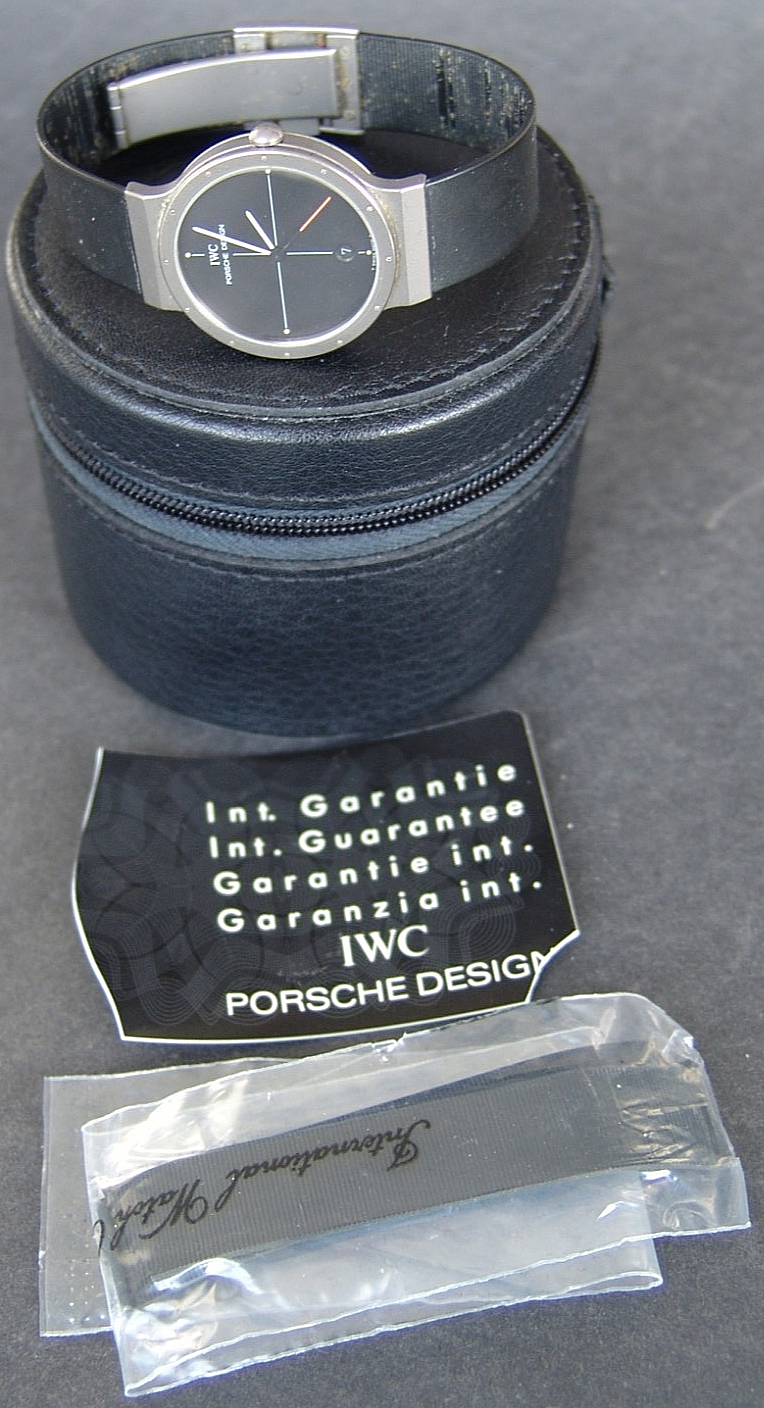 IWC
PORSCHE DESIGN
7
Int. Garantie
Int. Guarantee
Garantie int.
Garanzia int.
IWC
PORSCHE DESIGN
International Watch